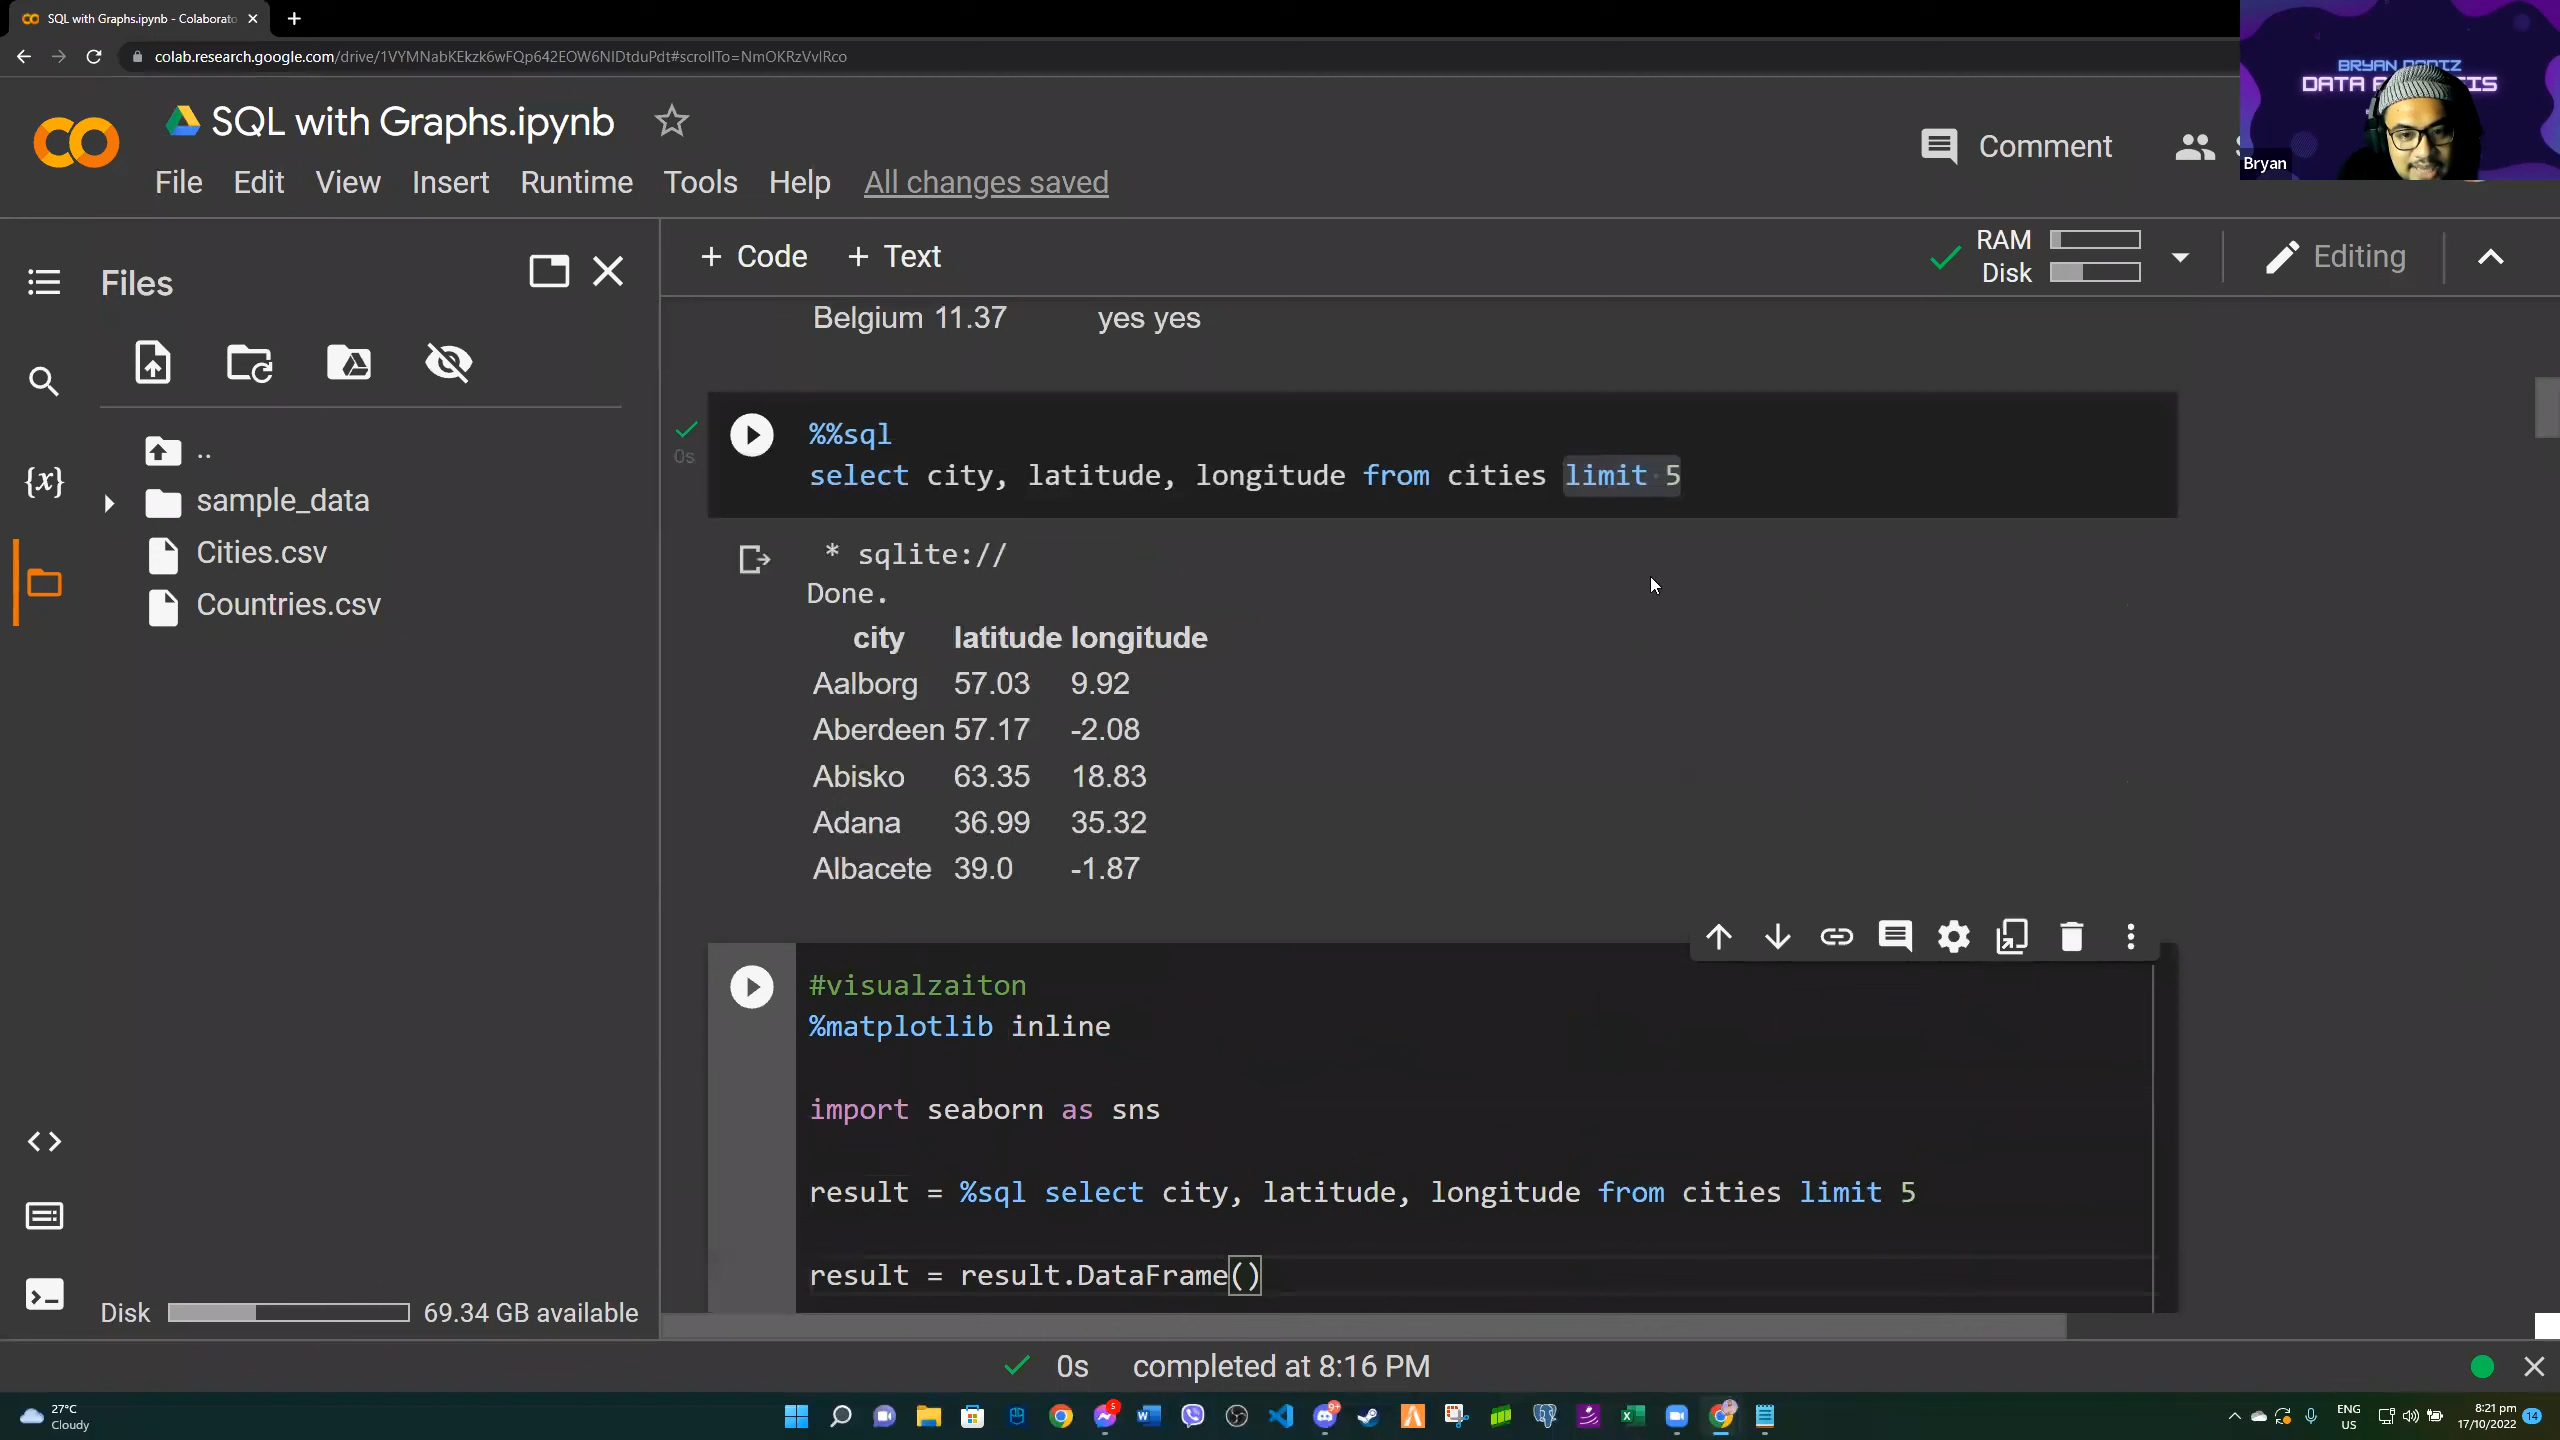 SQL with Graphs.ipynb - Colaborato
colab.research.google.com/drive/1VYMNabKEkzk6wFQp642EOW6NIDtduPdt#scrollTo=NmOKRzVvlRco
SQL with Graphs.ipynb
Comment
BRYAN
DATA
Bryan
File Edit View Insert Runtime Tools Help All changes saved
Files
+ Code + Text
RAM
Disk
Editing
..
sample_data
Cities.csv
Countries.csv
Disk 69.34 GB available
Belgium 11.37 yes yes
0s
%%sql
select city, latitude, longitude from cities limit 5
* sqlite://
Done.
city latitude longitude
Aalborg 57.03 9.92
Aberdeen 57.17 -2.08
Abisko 63.35 18.83
Adana 36.99 35.32
Albacete 39.0 -1.87
#visualzaiton
%matplotlib inline
import seaborn as sns
result = %sql select city, latitude, longitude from cities limit 5
result = result.DataFrame()
0s completed at 8:16 PM
27°C
Cloudy
ENG
US
8:21 pm
17/10/2022
14